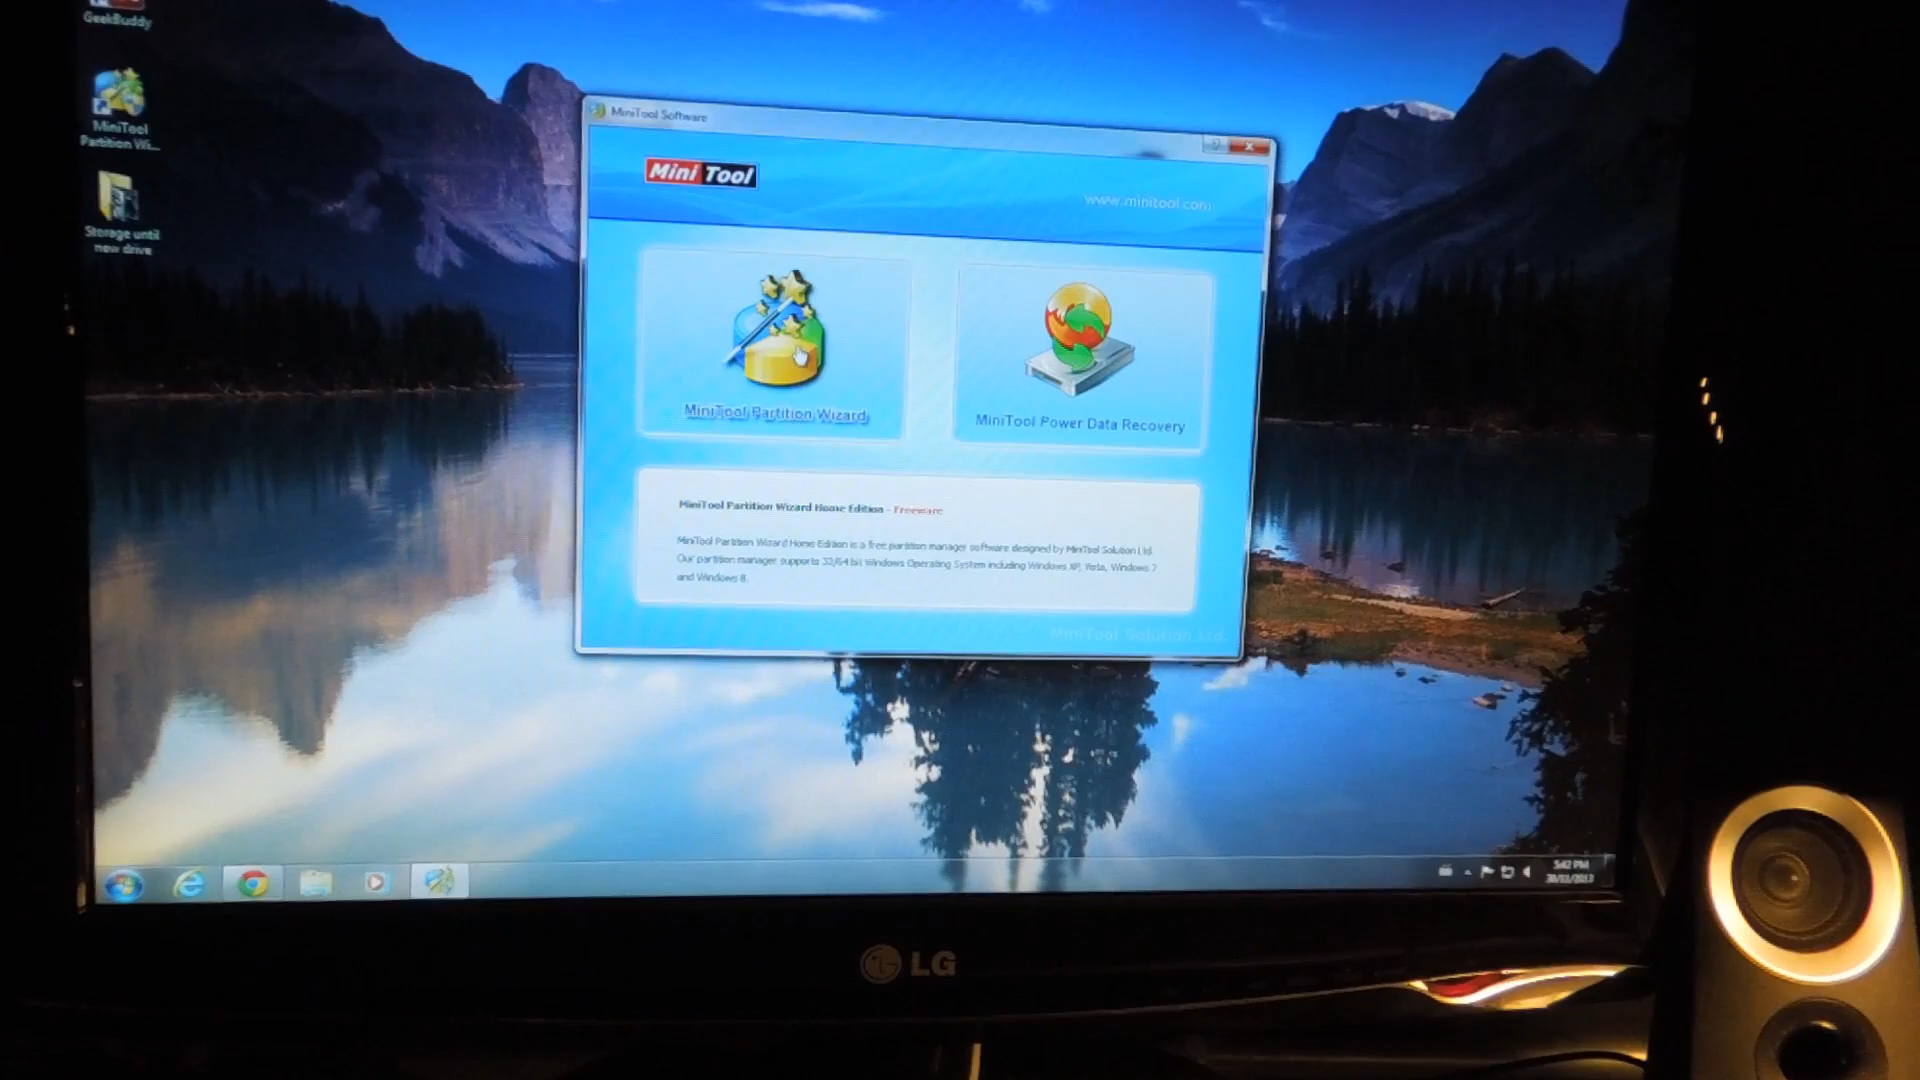 GeekBuddy
MiniTool
Partition Wi...
Storage until
new drive
MiniTool Software
Mini Tool
www.minitool.com
MiniTool Partition Wizard
MiniTool Power Data Recovery
MiniTool Partition Wizard Home Edition - Freeware
MiniTool Partition Wizard Home Edition is a free partition manager software designed by MiniTool Solution Ltd.
Our partition manager supports 32/64 bit Windows Operating System including Windows XP, Vista, Windows 7
and Windows 8.
MiniTool Solution Ltd.
5:42 PM
LG